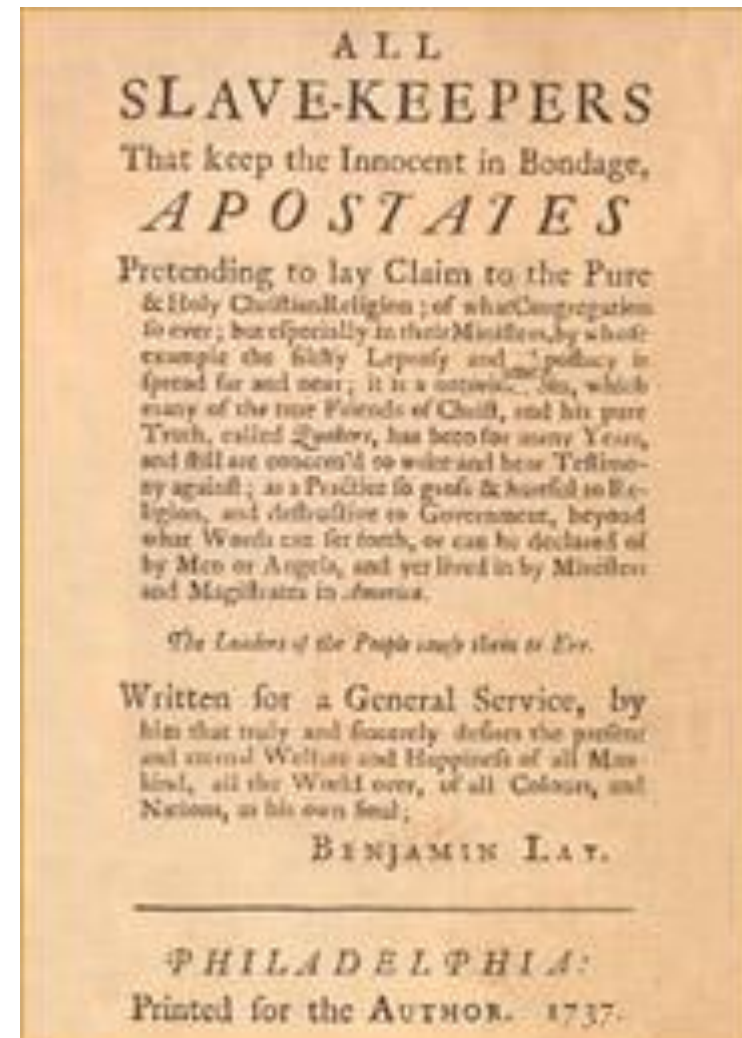 ALL
SLAVE-KEEPERS
That keep the Innocent in Bondage,
APOSTATES
Pretending to lay Claim to the Pure
& Holy Christian Religion; of what Congregation
so ever; but especially in their Ministers, by whose
example the filthy Leprosy and Apostacy is
spread far and near; it is a notorious Sin, which
many of the true Friends of Christ, and his pure
Truth, called Quakers, has been for many Years,
and still are concern'd to write and bear Testimo-
ny against; as a Practice so gross & hurtful to Re-
ligion, and destructive to Government, beyond
what Words can set forth, or can be declared of
by Men or Angels, and yet lived in by Ministers
and Magistrates in America.
The Leaders of the People cause them to Err.
Written for a General Service, by
him that truly and sincerely desires the present
and eternal Welfare and Happiness of all Man-
kind, all the World over, of all Colours, and
Nations, as his own Soul;
BENJAMIN LAY.
PHILADELPHIA:
Printed for the AUTHOR. 1737.